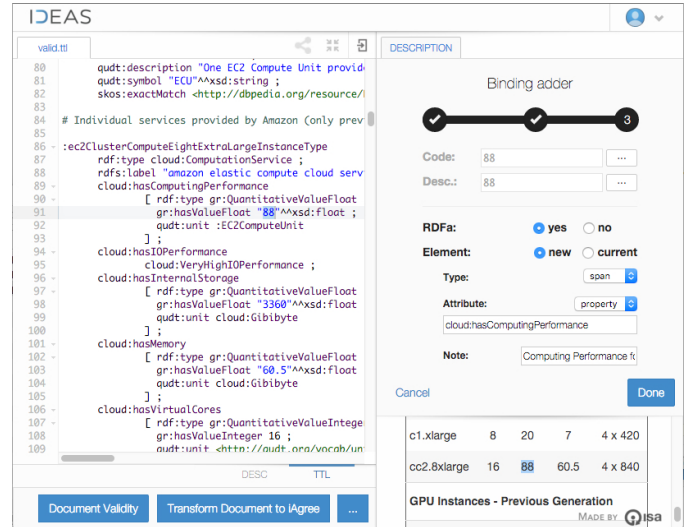 IDEAS
valid.ttl
80 qudt:description "One EC2 Compute Unit provid
81 qudt:symbol "ECU"^^xsd:string ;
82 skos:exactMatch <http://dbpedia.org/resource/
83
84 # Individual services provided by Amazon (only prev
85
86 :ec2ClusterComputeEightExtraLargeInstanceType
87 rdf:type cloud:ComputationService ;
88 rdfs:label "amazon elastic compute cloud serv
89 cloud:hasComputingPerformance
90 [ rdf:type gr:QuantitativeValueFloat
91 gr:hasValueFloat "88"^^xsd:float ;
92 qudt:unit :EC2ComputeUnit
93 ] ;
94 cloud:hasIOPerformance
95 cloud:VeryHighIOPerformance ;
96 cloud:hasInternalStorage
97 [ rdf:type gr:QuantitativeValueFloat
98 gr:hasValueFloat "3360"^^xsd:float
99 qudt:unit cloud:Gibibyte
100 ] ;
101 cloud:hasMemory
102 [ rdf:type gr:QuantitativeValueFloat
103 gr:hasValueFloat "60.5"^^xsd:float
104 qudt:unit cloud:Gibibyte
105 ] ;
106 cloud:hasVirtualCores
107 [ rdf:type gr:QuantitativeValueInteger
108 gr:hasValueInteger 16 ;
109 qudt:unit <http://qudt.org/vocab/un
DESC TTL
Document Validity Transform Document to iAgree ...
DESCRIPTION
Binding adder
3
Code: 88 ...
Desc.: 88 ...
RDFa: yes no
Element: new current
Type: span
Attribute: property
cloud:hasComputingPerformance
Note: Computing Performance fo
Cancel Done
c1.xlarge 8 20 7 4 x 420
cc2.8xlarge 16 88 60.5 4 x 840
GPU Instances - Previous Generation
MADE BY isa